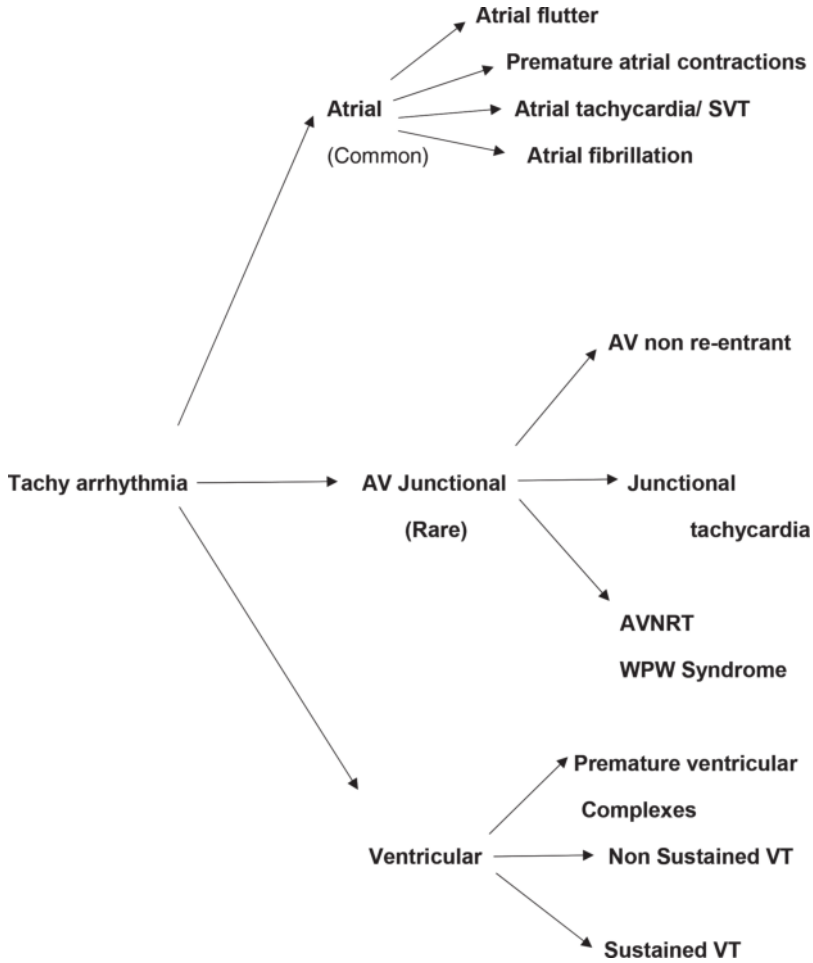 Atrial flutter
Premature atrial contractions
Atrial Atrial tachycardia/ SVT
(Common) Atrial fibrillation
AV non re-entrant
Tachy arrhythmia AV Junctional Junctional
(Rare) tachycardia
AVNRT
WPW Syndrome
Premature ventricular
Complexes
Ventricular Non Sustained VT
Sustained VT